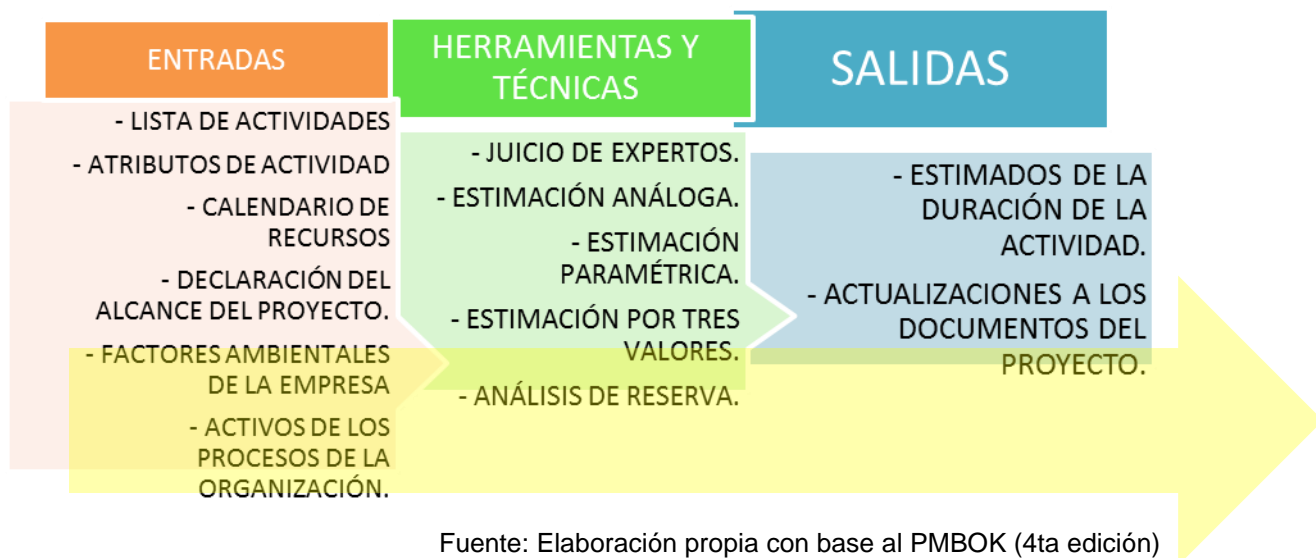 ENTRADAS
- LISTA DE ACTIVIDADES
- ATRIBUTOS DE ACTIVIDAD
- CALENDARIO DE
RECURSOS
- DECLARACIÓN DEL
ALCANCE DEL PROYECTO.
- FACTORES AMBIENTALES
DE LA EMPRESA
- ACTIVOS DE LOS
PROCESOS DE LA
ORGANIZACIÓN.
HERRAMIENTAS Y
TÉCNICAS
- JUICIO DE EXPERTOS.
- ESTIMACIÓN ANÁLOGA.
- ESTIMACIÓN
PARAMÉTRICA.
- ESTIMACIÓN POR TRES
VALORES.
- ANÁLISIS DE RESERVA.
SALIDAS
- ESTIMADOS DE LA
DURACIÓN DE LA
ACTIVIDAD.
- ACTUALIZACIONES A LOS
DOCUMENTOS DEL
PROYECTO.
Fuente: Elaboración propia con base al PMBOK (4ta edición)